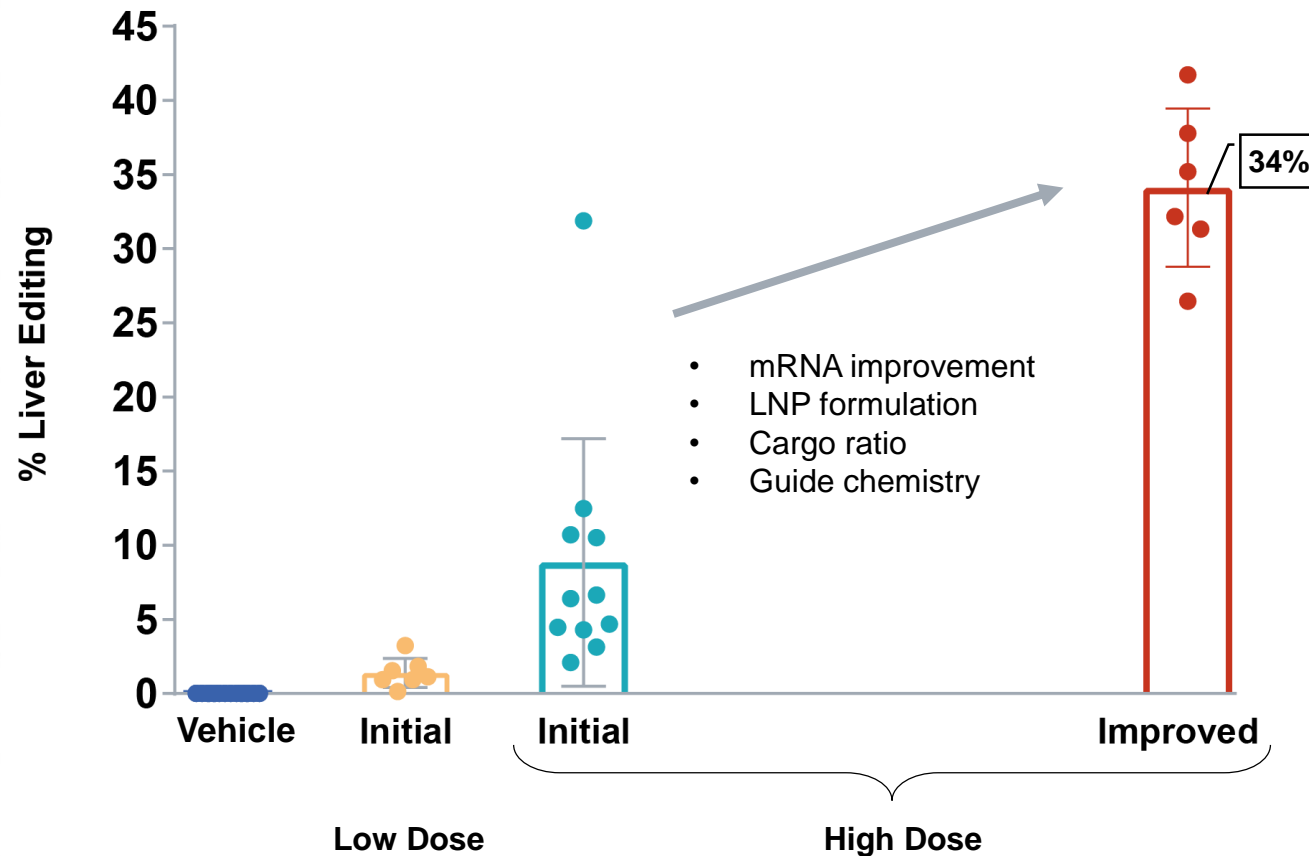 % Liver Editing
45
40
35
30
25
20
15
10
5
0
34%
• mRNA improvement
• LNP formulation
• Cargo ratio
• Guide chemistry
Vehicle
Initial
Initial
Improved
Low Dose
High Dose